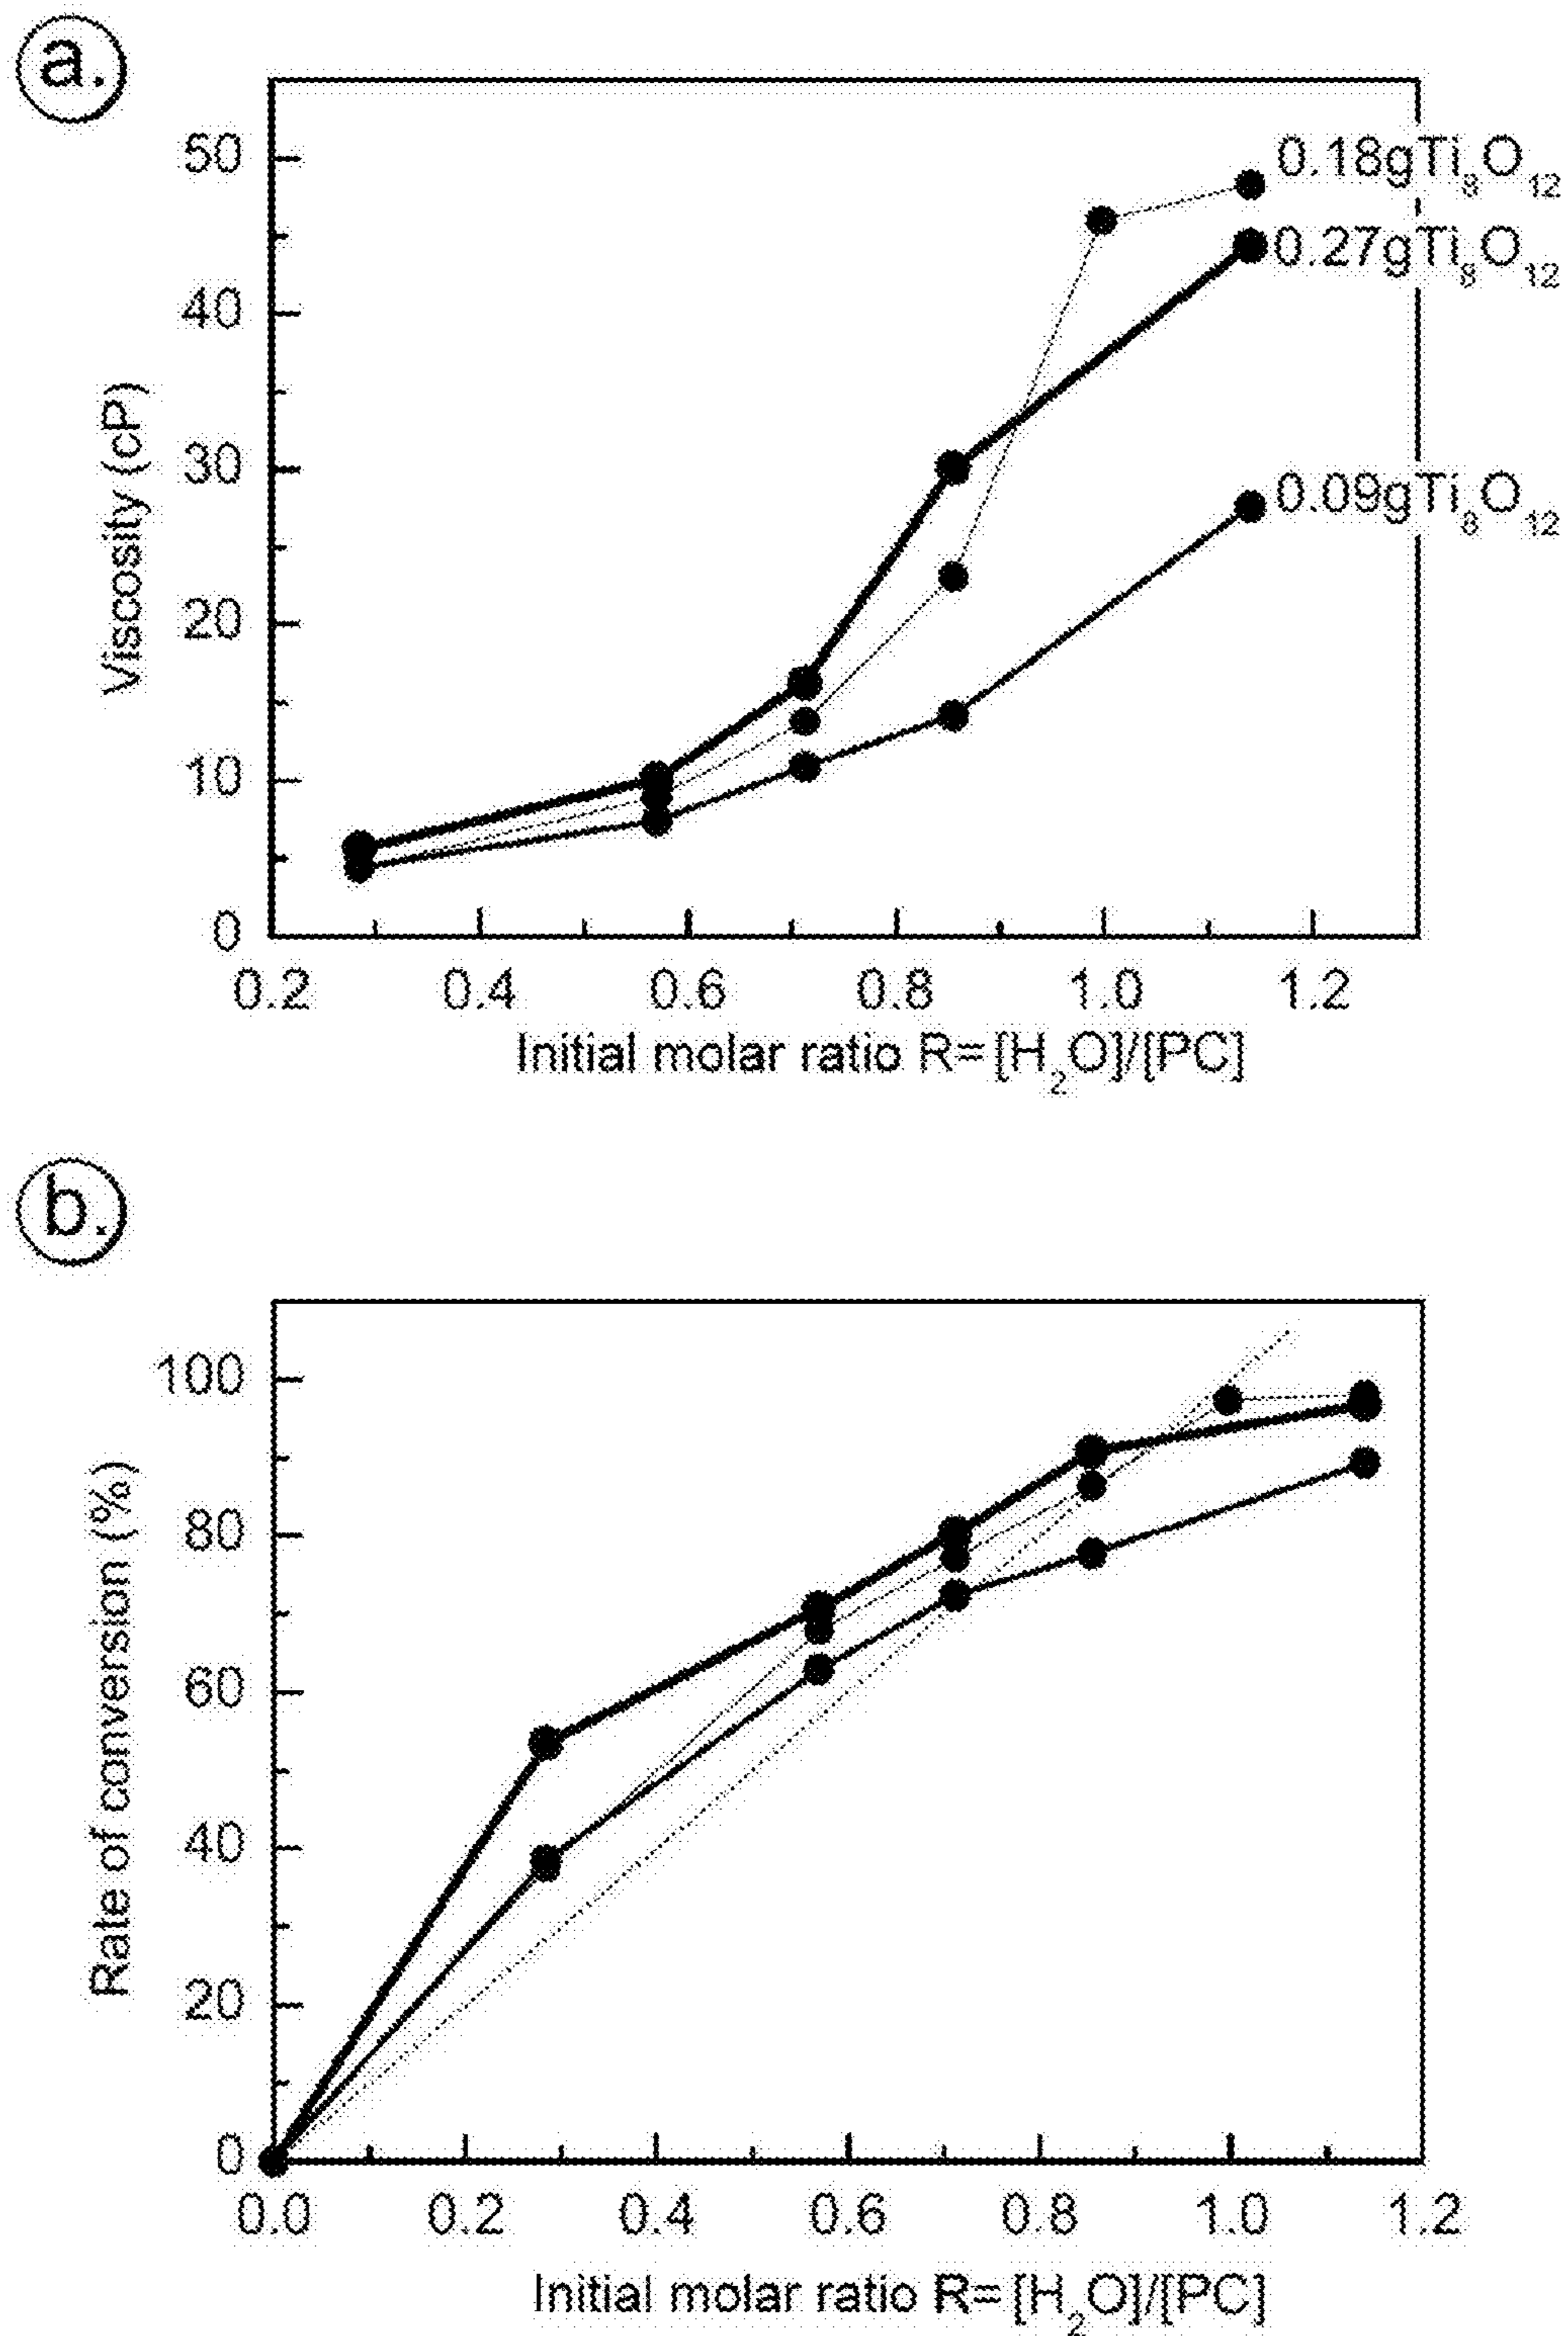 a.
50
40
30
20
10
0
Viscosity (cP)
0.18gTi₈O₁₂
0.27gTi₈O₁₂
0.09gTi₈O₁₂
0.2 0.4 0.6 0.8 1.0 1.2
Initial molar ratio R=[H₂O]/[PC]
b.
100
80
60
40
20
0
Rate of conversion (%)
0.0 0.2 0.4 0.6 0.8 1.0 1.2
Initial molar ratio R=[H₂O]/[PC]